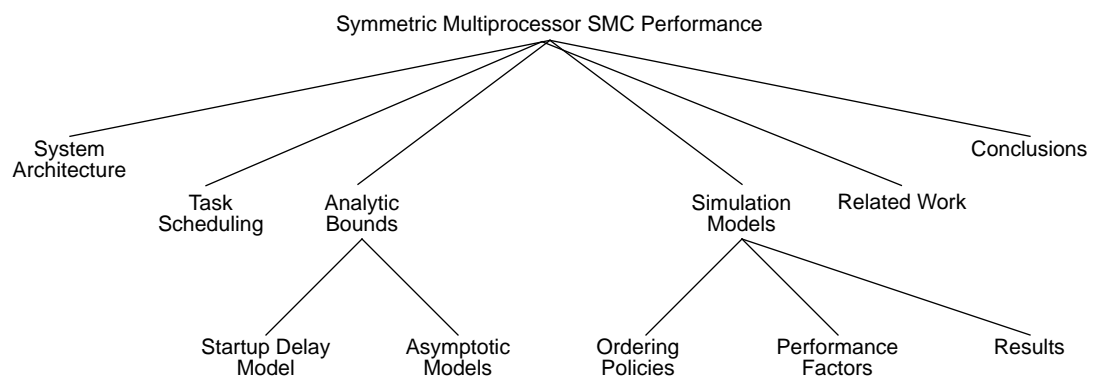 Symmetric Multiprocessor SMC Performance
System
Architecture
Conclusions
Task
Scheduling
Analytic
Bounds
Simulation
Models
Related Work
Startup Delay
Model
Asymptotic
Models
Ordering
Policies
Performance
Factors
Results